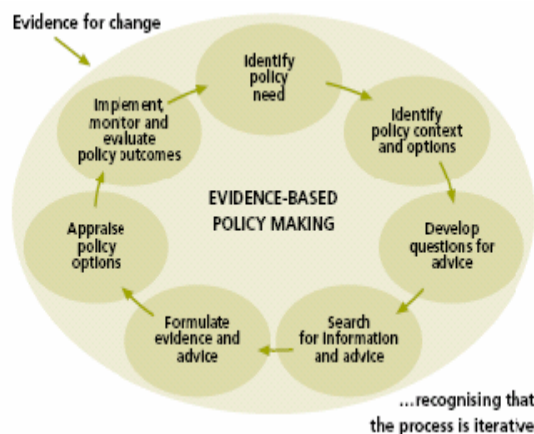 Evidence for change
Identify
policy
need
Identify
policy context
and options
Develop
questions for
advice
Search
for information
and advice
Formulate
evidence and
advice
Appraise
policy
options
Implement,
monitor and
evaluate
policy outcomes
EVIDENCE-BASED
POLICY MAKING
...recognising that
the process is iterative